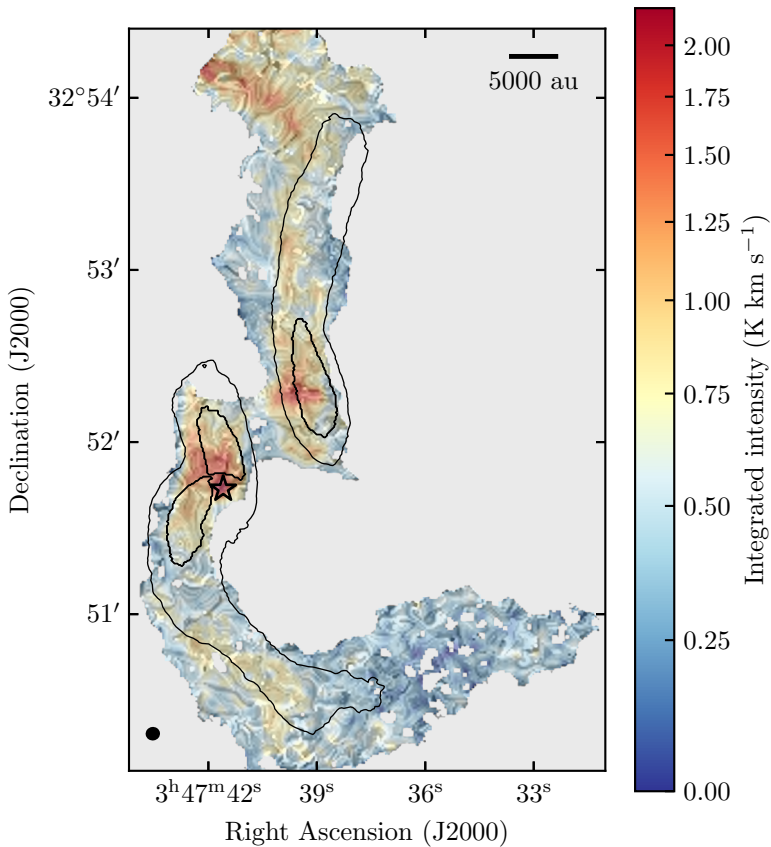 5000 au
32°54′
53′
52′
51′
Declination (J2000)
3ʰ47ᵐ42ˢ
39ˢ
36ˢ
33ˢ
Right Ascension (J2000)
2.00
1.75
1.50
1.25
1.00
0.75
0.50
0.25
0.00
Integrated intensity (K km s⁻¹)